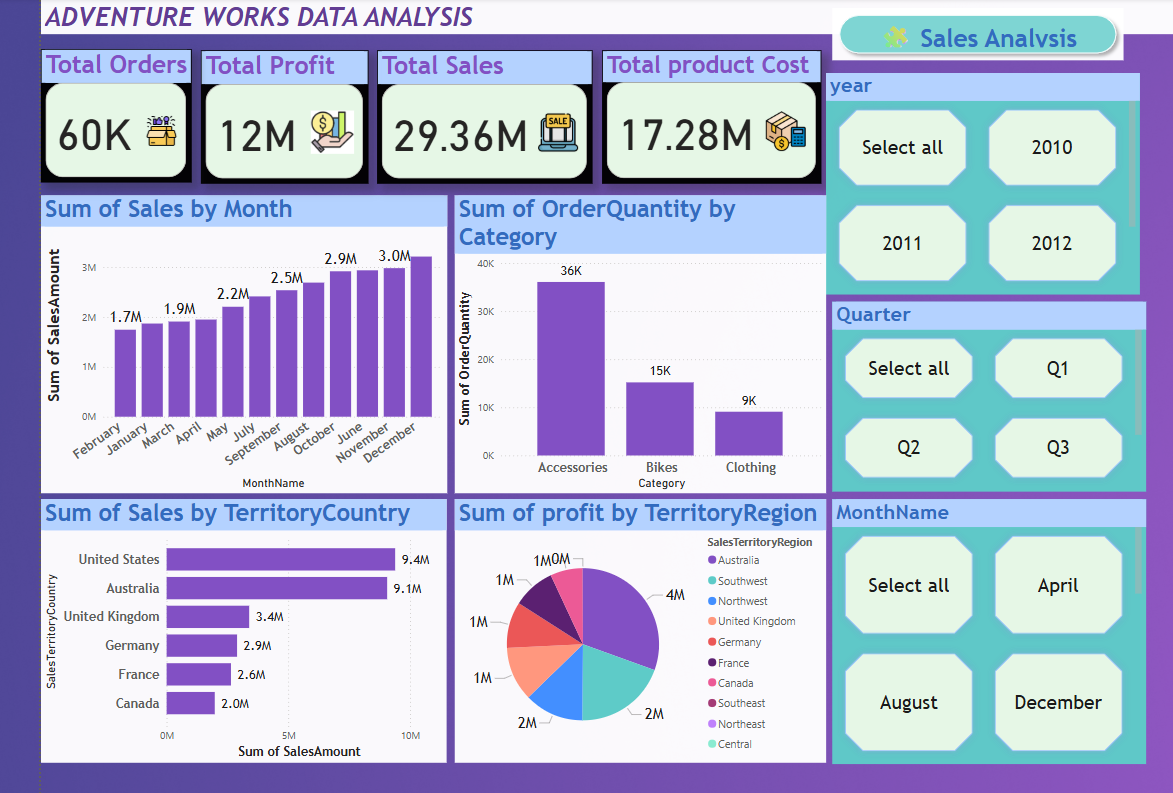 ADVENTURE WORKS DATA ANALYSIS
Sales Analysis
Total Orders
60K
Total Profit
12M
Total Sales
29.36M
SALE
Total product Cost
17.28M
year
Select all
2010
2011
2012
Sum of Sales by Month
Sum of SalesAmount
3M
2M
1M
0M
1.7M
1.9M
2.2M
2.5M
2.9M
3.0M
February
January
March
April
May
July
September
August
October
June
November
December
MonthName
Sum of OrderQuantity by
Category
Sum of OrderQuantity
40K
30K
20K
10K
0K
36K
15K
9K
Accessories
Bikes
Clothing
Category
Quarter
Select all
Q1
Q2
Q3
Sum of Sales by TerritoryCountry
SalesTerritoryCountry
United States
9.4M
Australia
9.1M
United Kingdom
3.4M
Germany
2.9M
France
2.6M
Canada
2.0M
0M
5M
10M
Sum of SalesAmount
Sum of profit by TerritoryRegion
4M
2M
2M
1M
1M
1M
1M
0M
SalesTerritoryRegion
Australia
Southwest
Northwest
United Kingdom
Germany
France
Canada
Southeast
Northeast
Central
MonthName
Select all
April
August
December